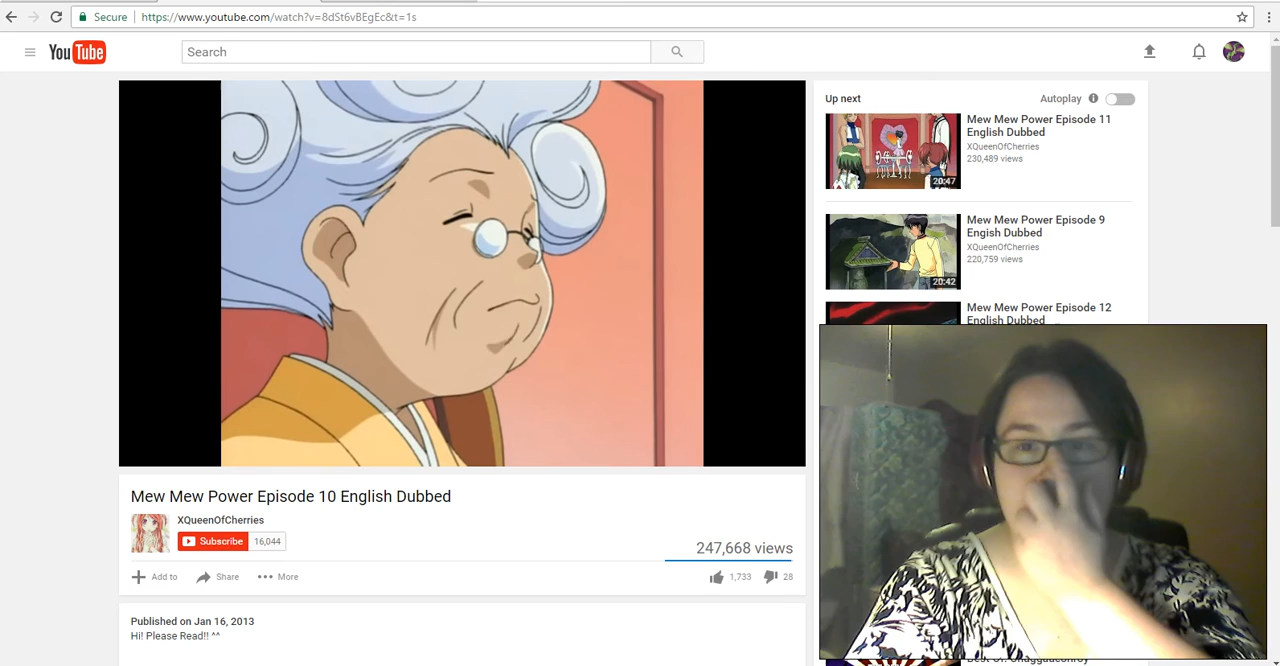 Secure https://www.youtube.com/watch?v=8dSt6vBEgEc&t=1s
YouTube
Search
Up next
Autoplay
Mew Mew Power Episode 11
English Dubbed
XQueenOfCherries
230,489 views
20:47
Mew Mew Power Episode 9
Engish Dubbed
XQueenOfCherries
220,759 views
20:42
Mew Mew Power Episode 12
English Dubbed
Mew Mew Power Episode 10 English Dubbed
XQueenOfCherries
Subscribe 16,044
247,668 views
Add to Share More
1,733 28
Published on Jan 16, 2013
Hi! Please Read!! ^^